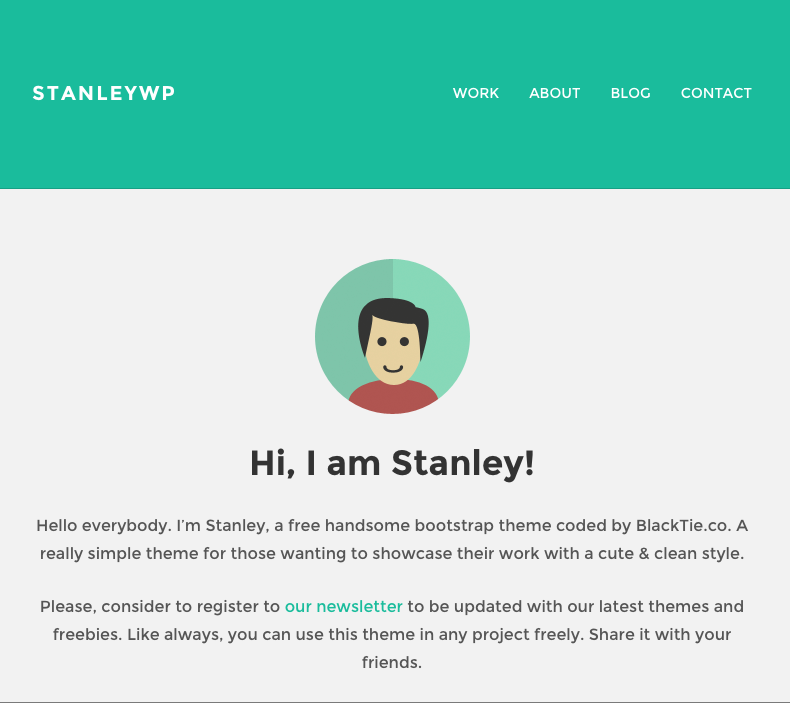 STANLEYWP
WORK ABOUT BLOG CONTACT
Hi, I am Stanley!
Hello everybody. I'm Stanley, a free handsome bootstrap theme coded by BlackTie.co. A
really simple theme for those wanting to showcase their work with a cute & clean style.
Please, consider to register to our newsletter to be updated with our latest themes and
freebies. Like always, you can use this theme in any project freely. Share it with your
friends.